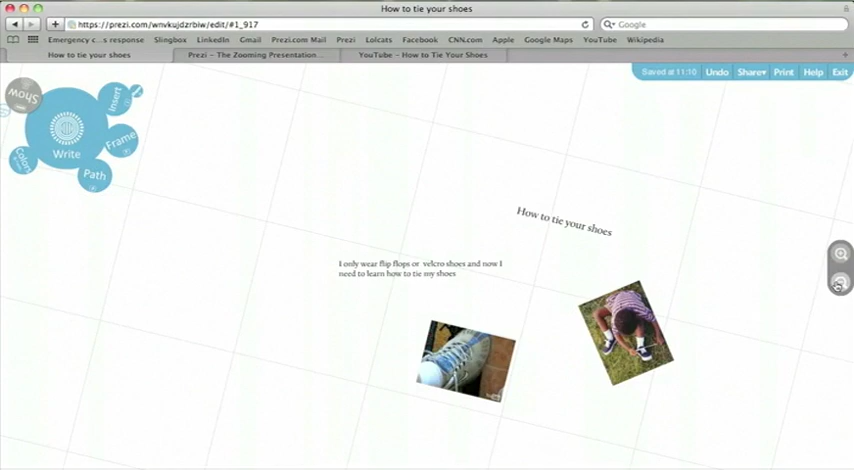 How to tie your shoes
https://prezi.com/wnvkujdzrbiw/edit/#1_917
Google
Emergency c...s response Slingbox LinkedIn Gmail Prezi.com Mail Prezi Lolcats Facebook CNN.com Apple Google Maps YouTube Wikipedia
How to tie your shoes Prezi – The Zooming Presentation ... YouTube – How to Tie Your Shoes
Saved at 11:10 Undo Share Print Help Exit
Show
Insert
Frame
Write
Colors
Path
How to tie your shoes
I only wear flip flops or velcro shoes and now I
need to learn how to tie my shoes